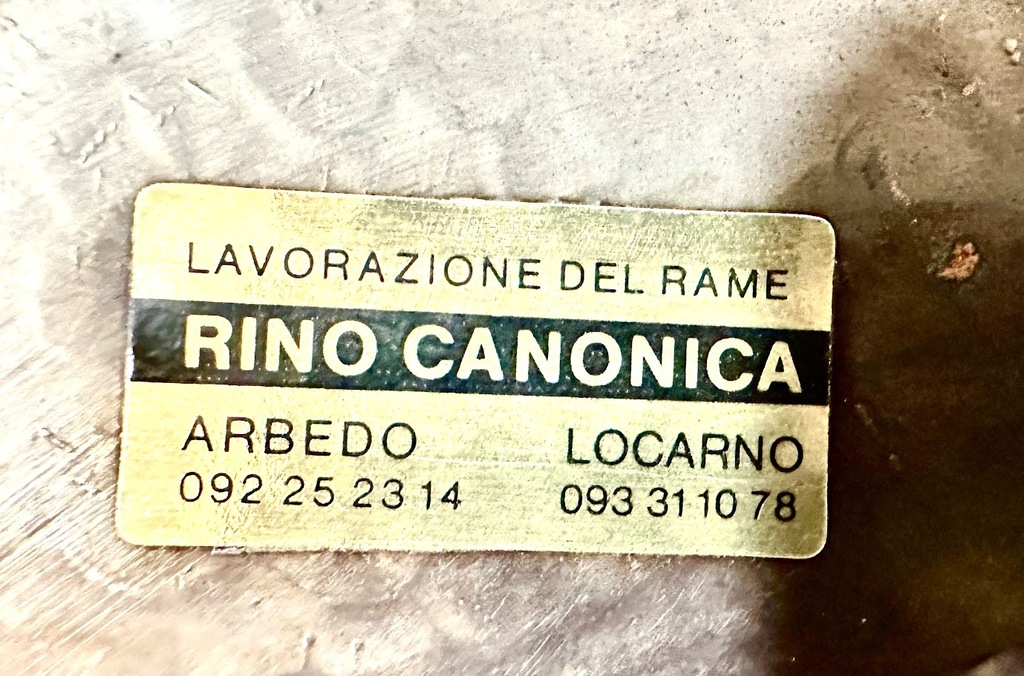 LAVORAZIONE DEL RAME
RINO CANONICA
ARBEDO LOCARNO
092 25 23 14 093 31 10 78